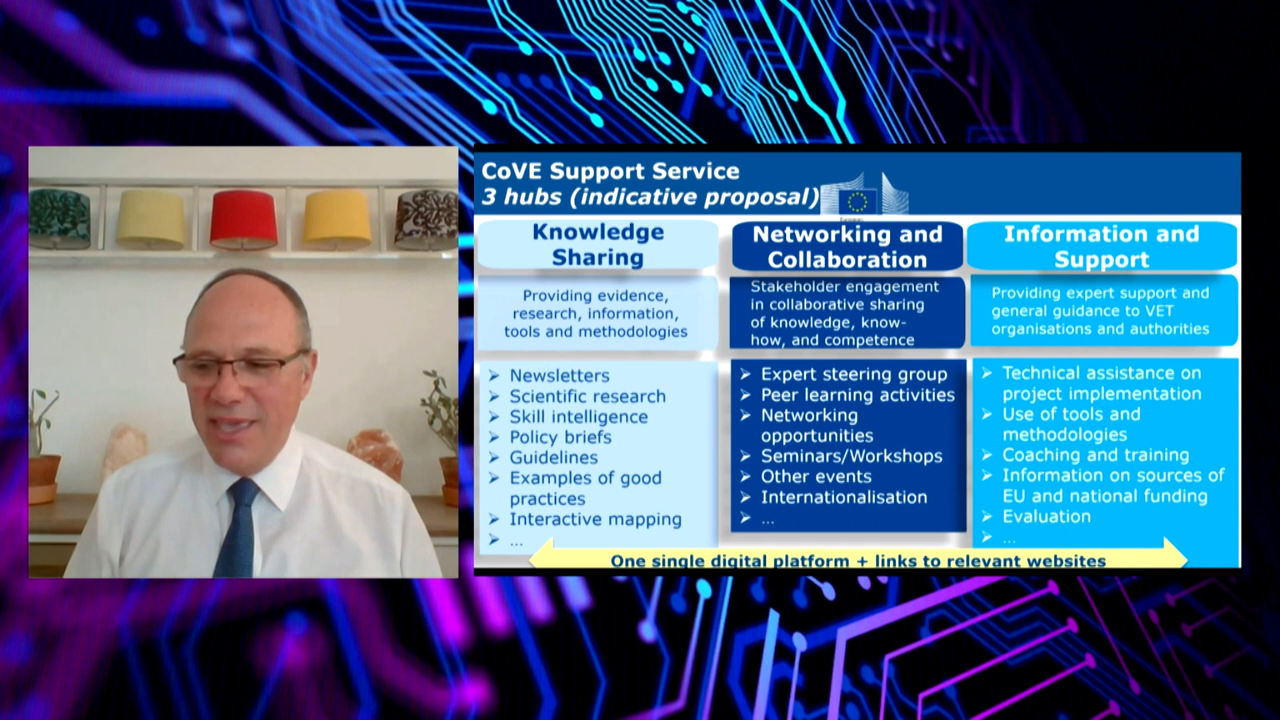 CoVE Support Service
3 hubs (indicative proposal)
Knowledge
Sharing
Providing evidence,
research, information,
tools and methodologies
➢ Newsletters
➢ Scientific research
➢ Skill intelligence
➢ Policy briefs
➢ Guidelines
➢ Examples of good
practices
➢ Interactive mapping
➢ ...
Networking and
Collaboration
Stakeholder engagement
in collaborative sharing
of knowledge, know-
how, and competence
➢ Expert steering group
➢ Peer learning activities
➢ Networking
opportunities
➢ Seminars/Workshops
➢ Other events
➢ Internationalisation
➢ ...
Information and
Support
Providing expert support and
general guidance to VET
organisations and authorities
➢ Technical assistance on
project implementation
➢ Use of tools and
methodologies
➢ Coaching and training
➢ Information on sources of
EU and national funding
➢ Evaluation
➢ ...
One single digital platform + links to relevant websites